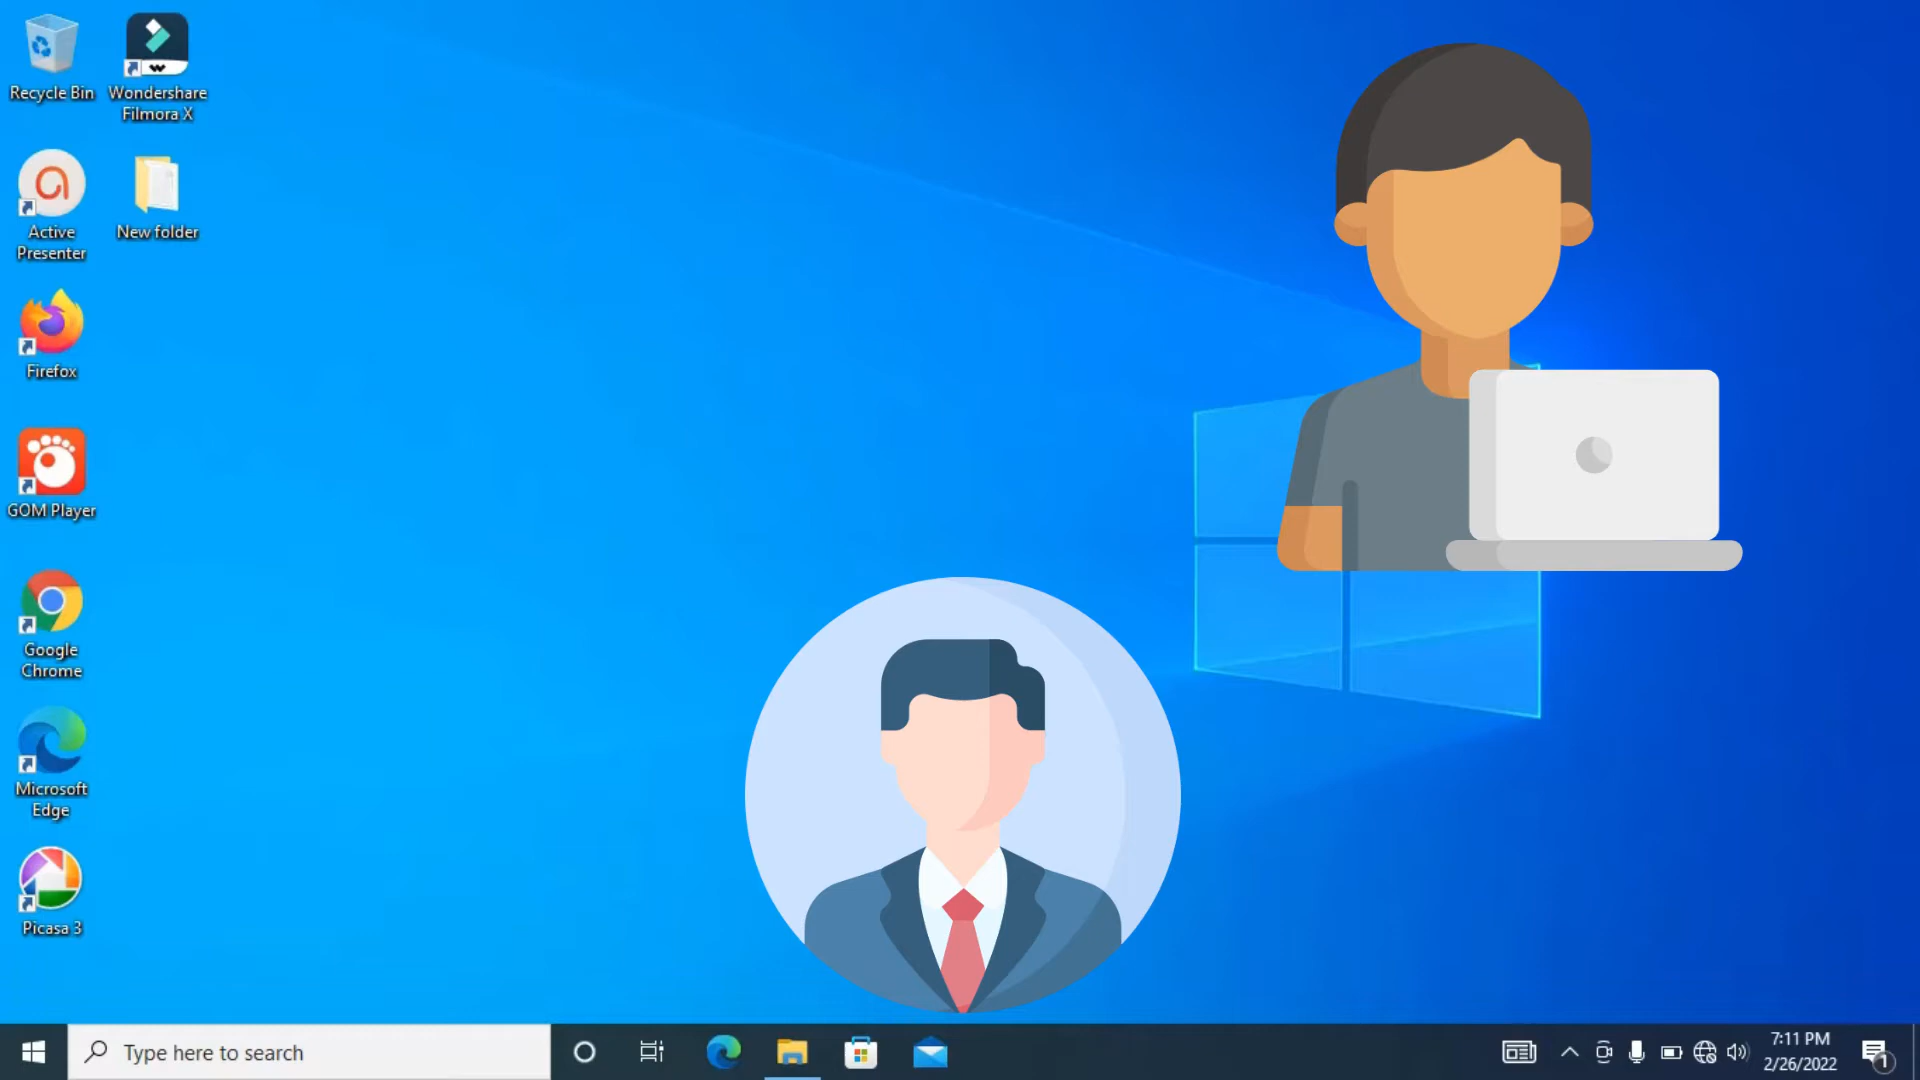 Recycle Bin
Wondershare
Filmora X
Active
Presenter
New folder
Firefox
GOM Player
Google
Chrome
Microsoft
Edge
Picasa 3
Type here to search
7:11 PM
2/26/2022
1